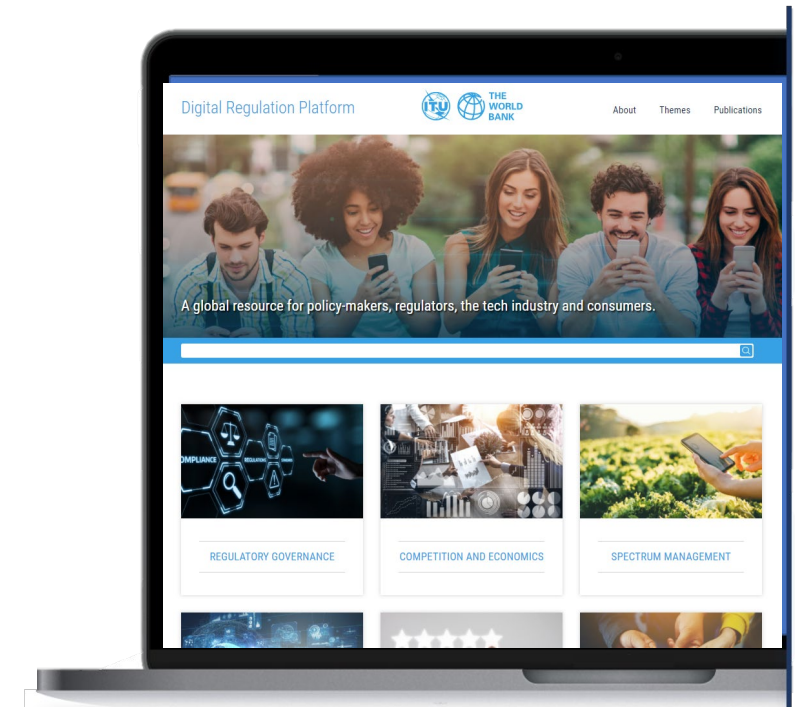 Digital Regulation Platform
ITU
THE
WORLD
BANK
About Themes Publications
A global resource for policy-makers, regulators, the tech industry and consumers.
COMPLIANCE
REGULATIONS
REGULATORY GOVERNANCE
COMPETITION AND ECONOMICS
SPECTRUM MANAGEMENT